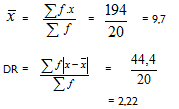 x̄ = ∑f.x / ∑f = 194 / 20 = 9,7
DR = ∑f|x-x̄| / ∑f = 44,4 / 20
= 2,22